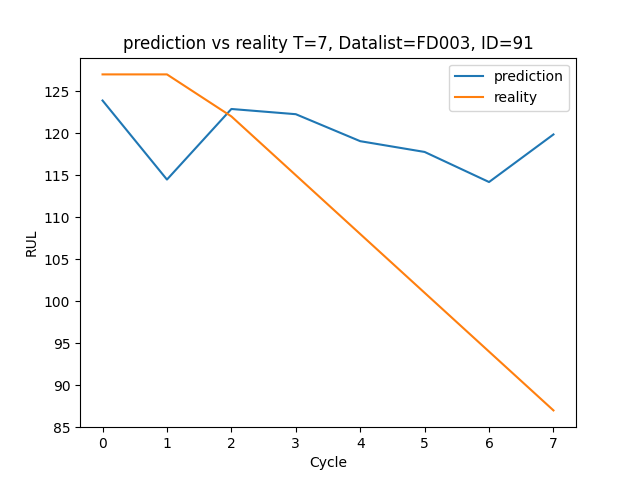 prediction vs reality T=7, Datalist=FD003, ID=91
prediction
reality
125
120
115
110
105
100
95
90
85
RUL
0 1 2 3 4 5 6 7
Cycle